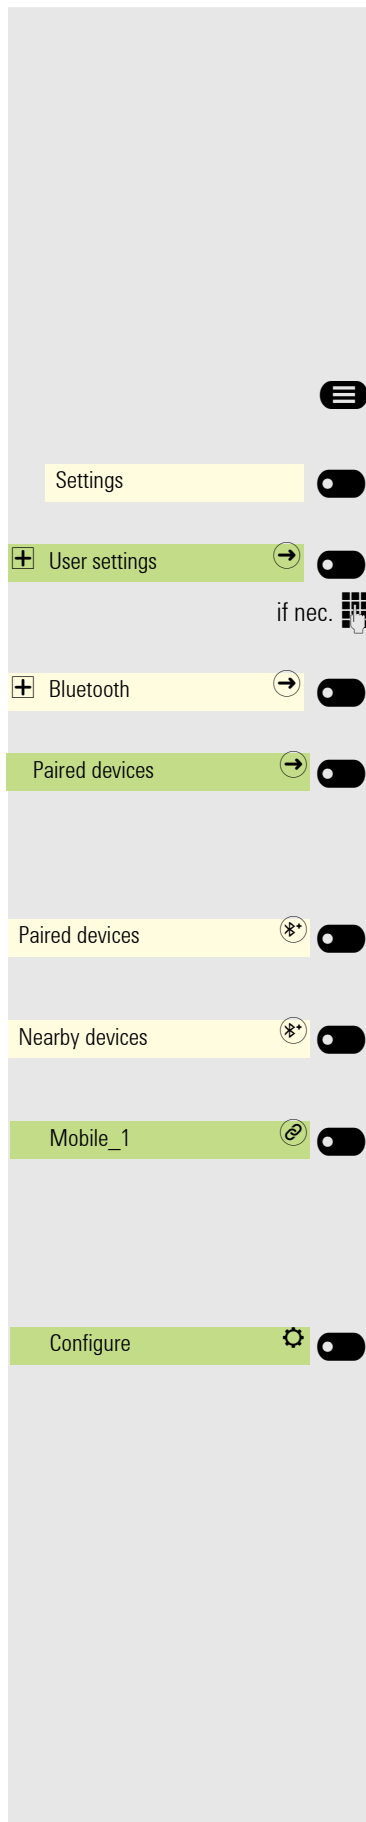 Settings
User settings
if nec.
Bluetooth
Paired devices
Paired devices
Nearby devices
Mobile_1
Configure